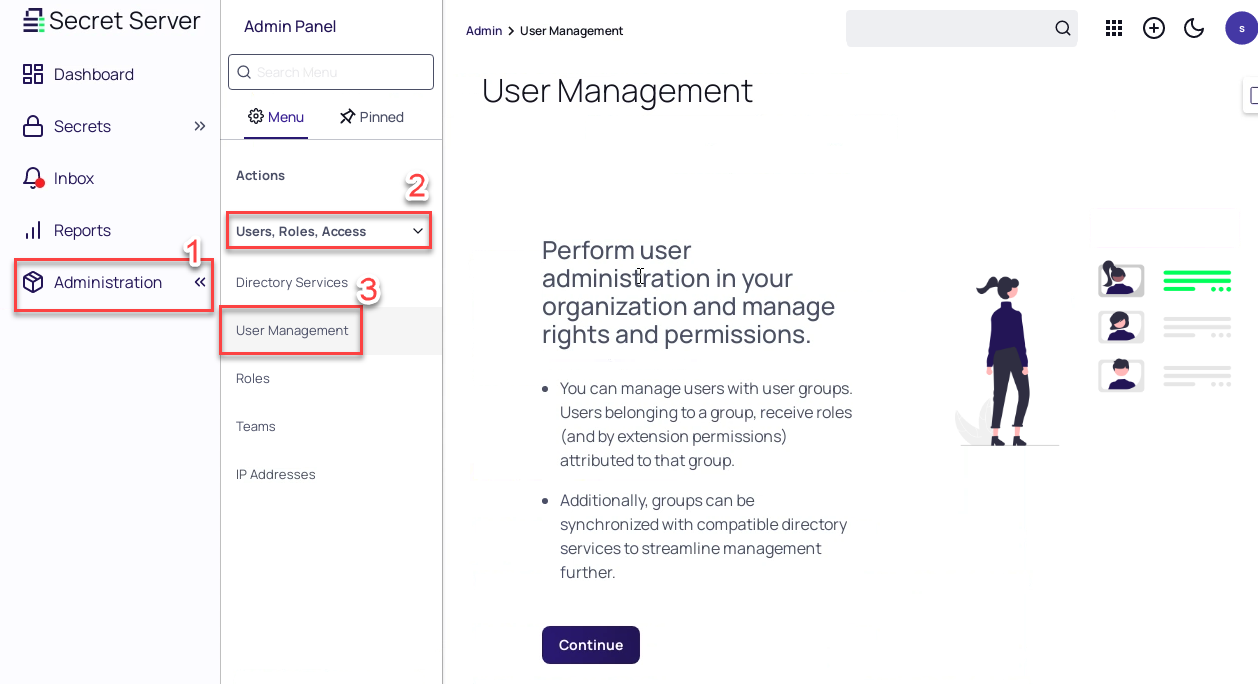 Secret Server
Dashboard
Secrets
Inbox
Reports
1
Administration
Admin Panel
Search Menu
Menu
Pinned
Actions
2
Users, Roles, Access
Directory Services
3
User Management
Roles
Teams
IP Addresses
Admin > User Management
s
User Management
Perform user
administration in your
organization and manage
rights and permissions.
• You can manage users with user groups.
Users belonging to a group, receive roles
(and by extension permissions)
attributed to that group.
• Additionally, groups can be
synchronized with compatible directory
services to streamline management
further.
Continue